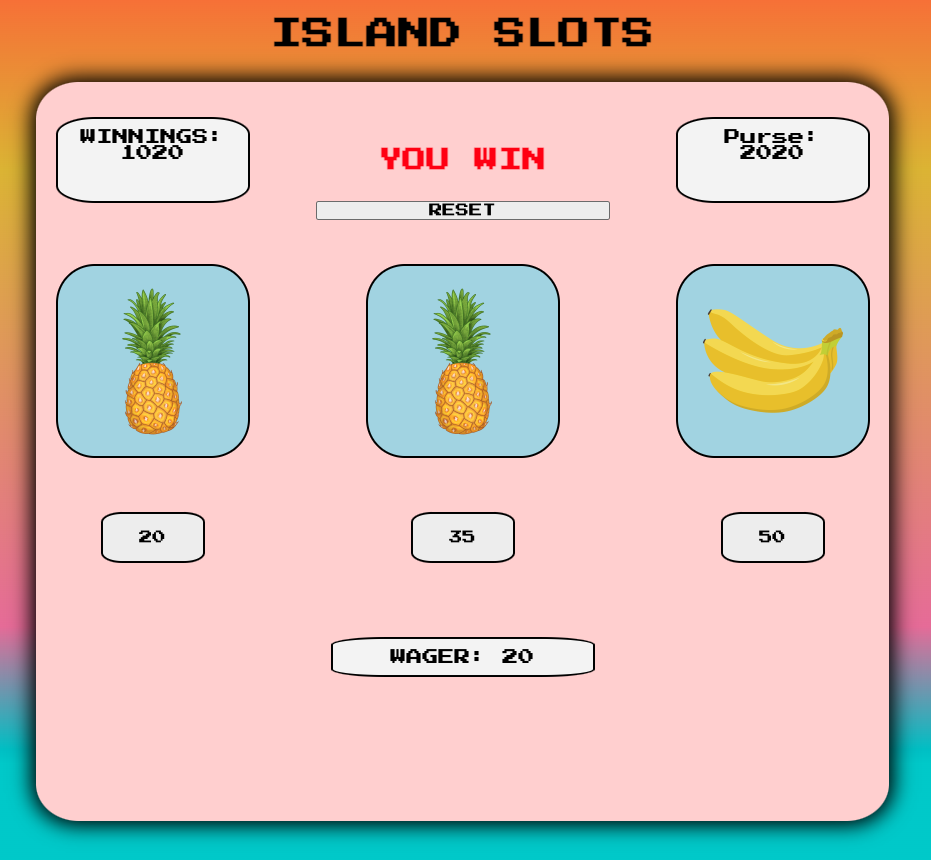 ISLAND SLOTS
WINNINGS:
1020
YOU WIN
RESET
Purse:
2020
20
35
50
WAGER: 20